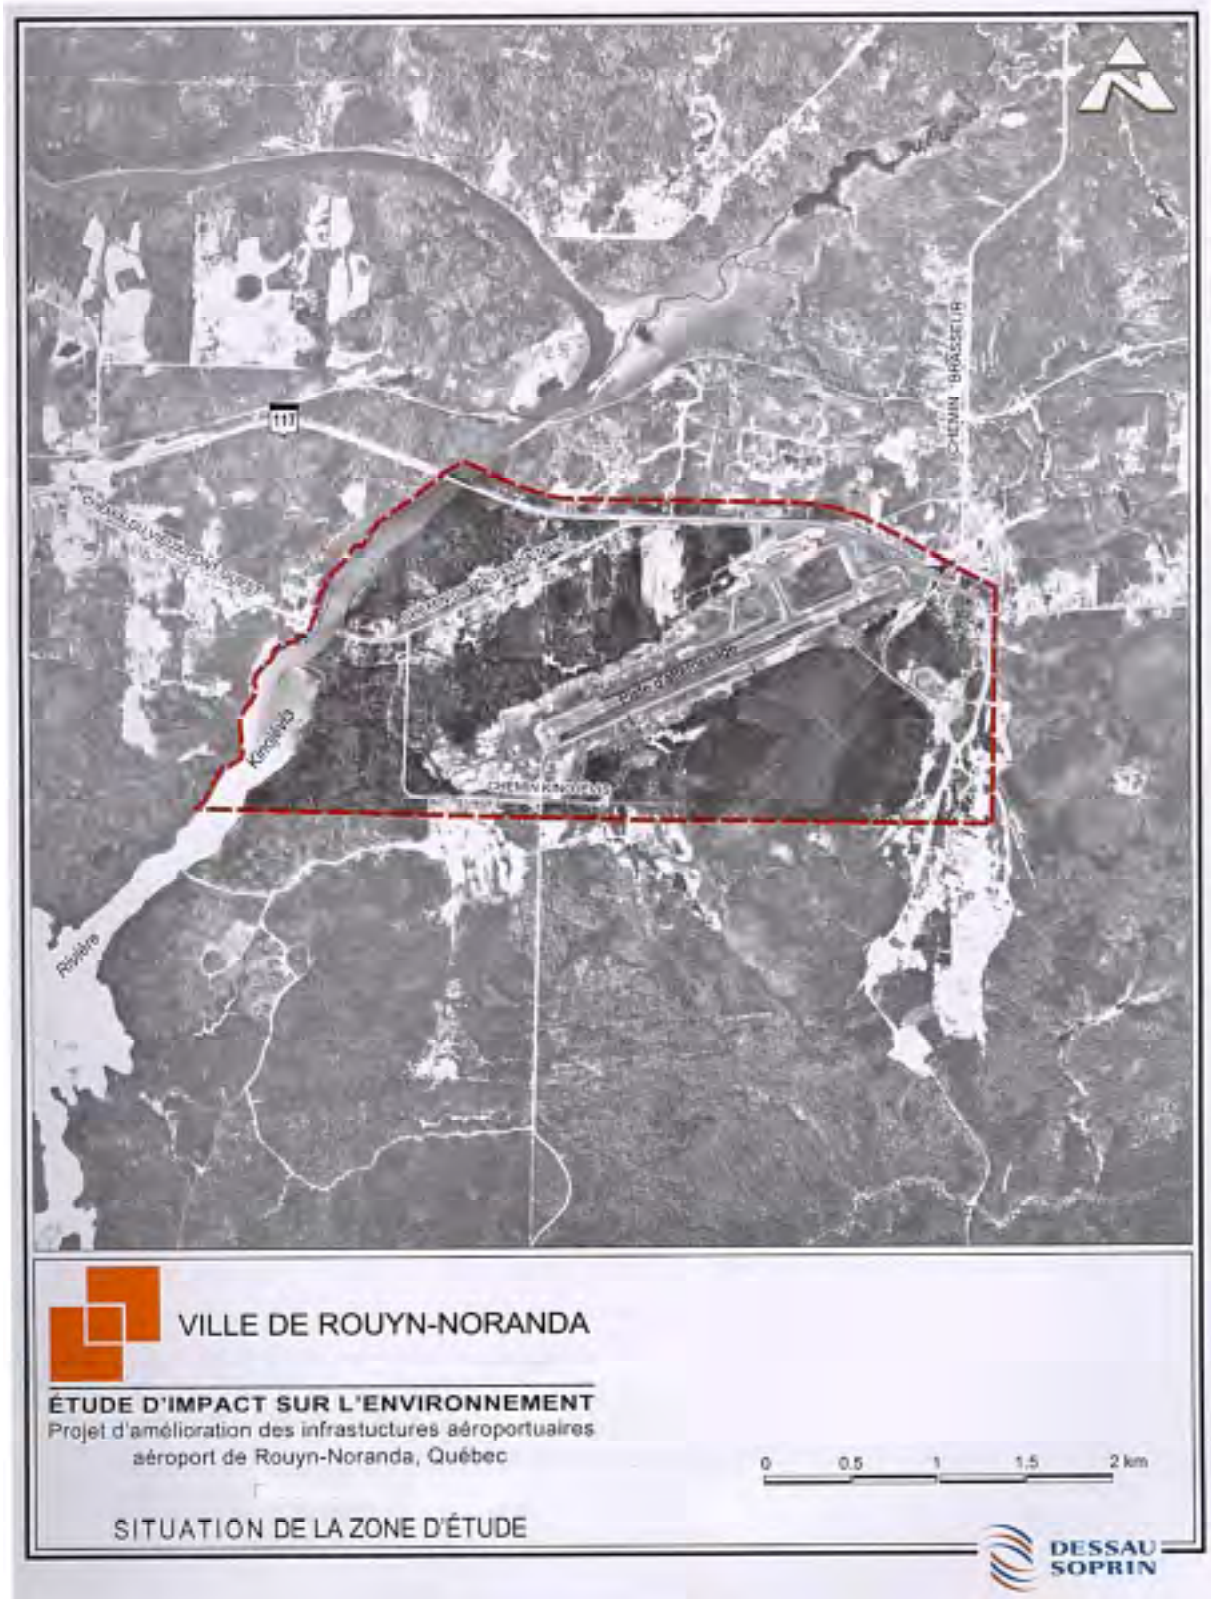 N
CHEMIN BRASSEUR
117
Kinojévis
CHEMIN KINOJEVIS
Rivière
VILLE DE ROUYN-NORANDA
ÉTUDE D'IMPACT SUR L'ENVIRONNEMENT
Projet d'amélioration des infrastuctures aéroportuaires
aéroport de Rouyn-Noranda, Québec
SITUATION DE LA ZONE D'ÉTUDE
0 0.5 1 1.5 2 km
DESSAU
SOPRIN